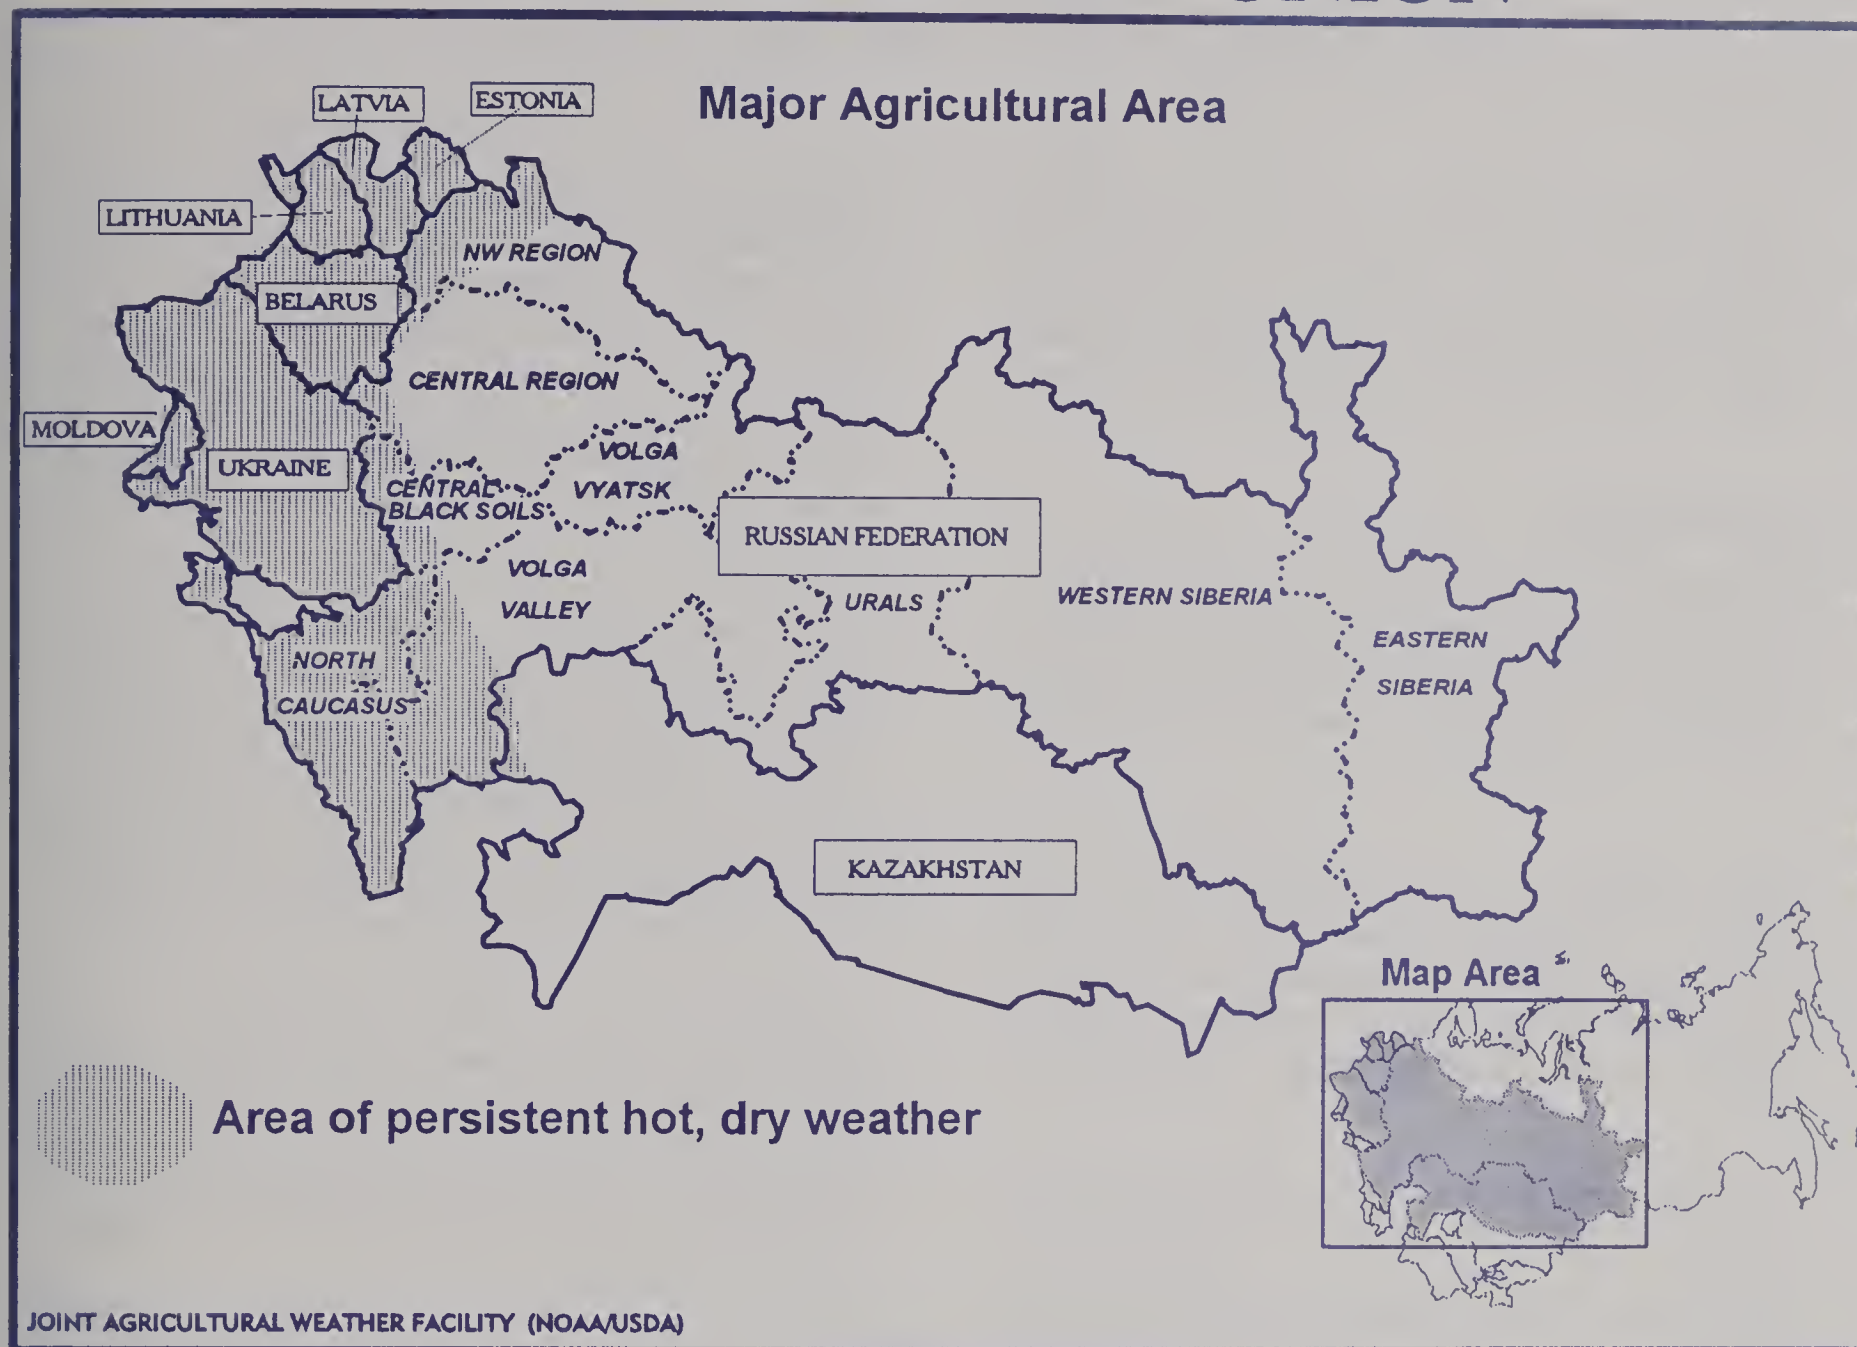 Major Agricultural Area
LATVIA
ESTONIA
LITHUANIA
NW REGION
BELARUS
CENTRAL REGION
MOLDOVA
UKRAINE
VOLGA
VYATSK
CENTRAL
BLACK SOILS
RUSSIAN FEDERATION
VOLGA
VALLEY
URALS
WESTERN SIBERIA
EASTERN
SIBERIA
NORTH
CAUCASUS
KAZAKHSTAN
Map Area
Area of persistent hot, dry weather
JOINT AGRICULTURAL WEATHER FACILITY (NOAA/USDA)